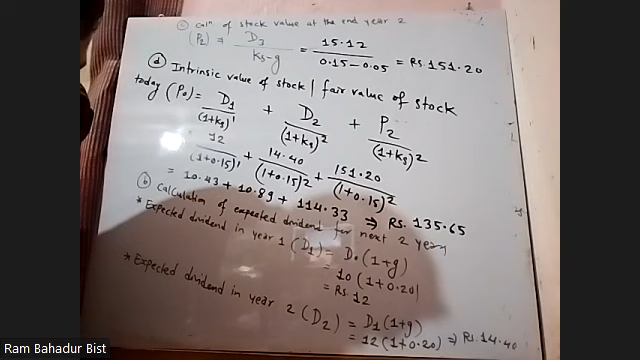 © Calⁿ of stock value at the end year 2
(P₂) = D₃ / Ks-g = 15.12 / 0.15-0.05 = Rs.151.20
ⓓ Intrinsic value of stock | fair value of stock
today (P₀) = D₁ / (1+ks)¹ + D₂ / (1+ks)² + P₂ / (1+ks)²
12 / (1+0.15)¹ + 14.40 / (1+0.15)² + 151.20 / (1+0.15)²
= 10.43 + 10.89 + 114.33 ⇒ Rs. 135.65
ⓑ Calculation of expected dividend for next 2 years
* Expected dividend in year 1 (D₁) = D₀ (1+g)
= 10 (1+0.20)
= Rs. 12
* Expected dividend in year 2 (D₂) = D₁ (1+g)
= 12 (1+0.20) ⇒ Rs. 14.40
Ram Bahadur Bist